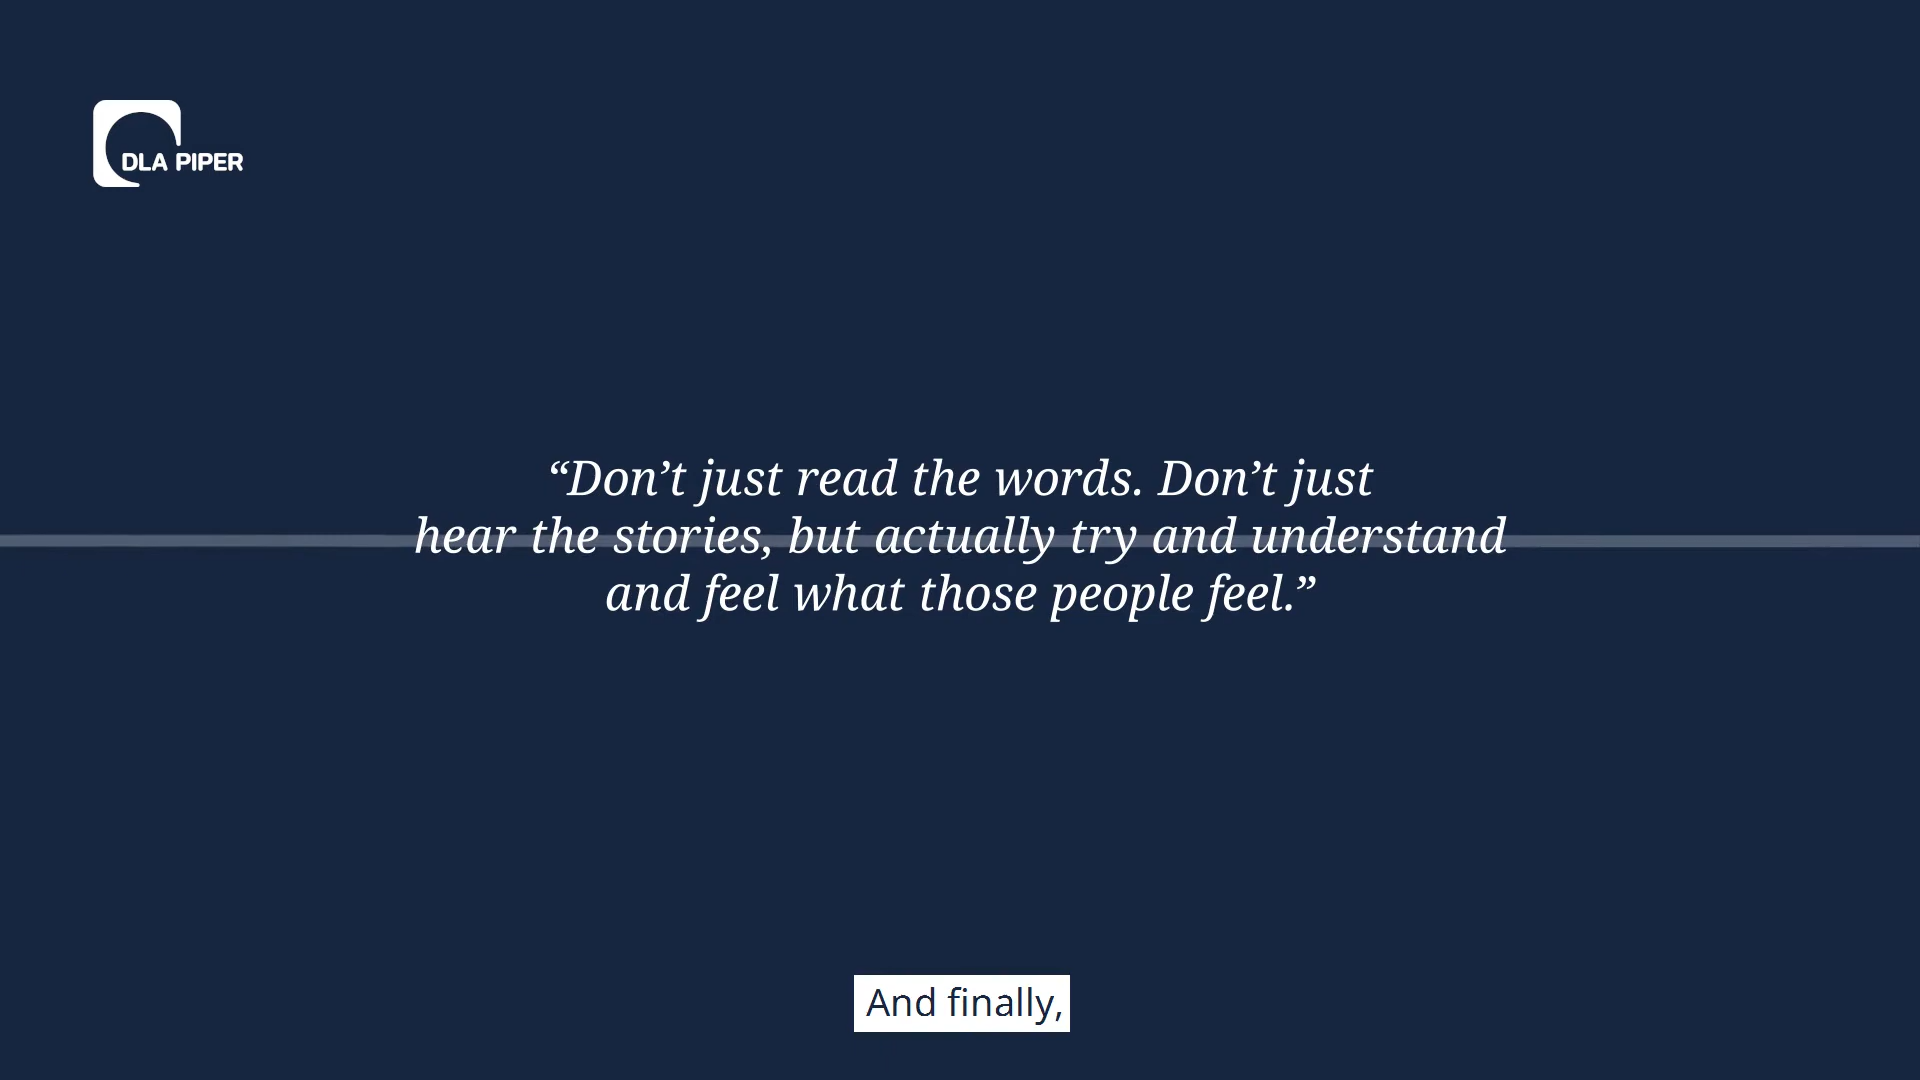 DLA PIPER
“Don’t just read the words. Don’t just
hear the stories, but actually try and understand
and feel what those people feel.”
And finally,